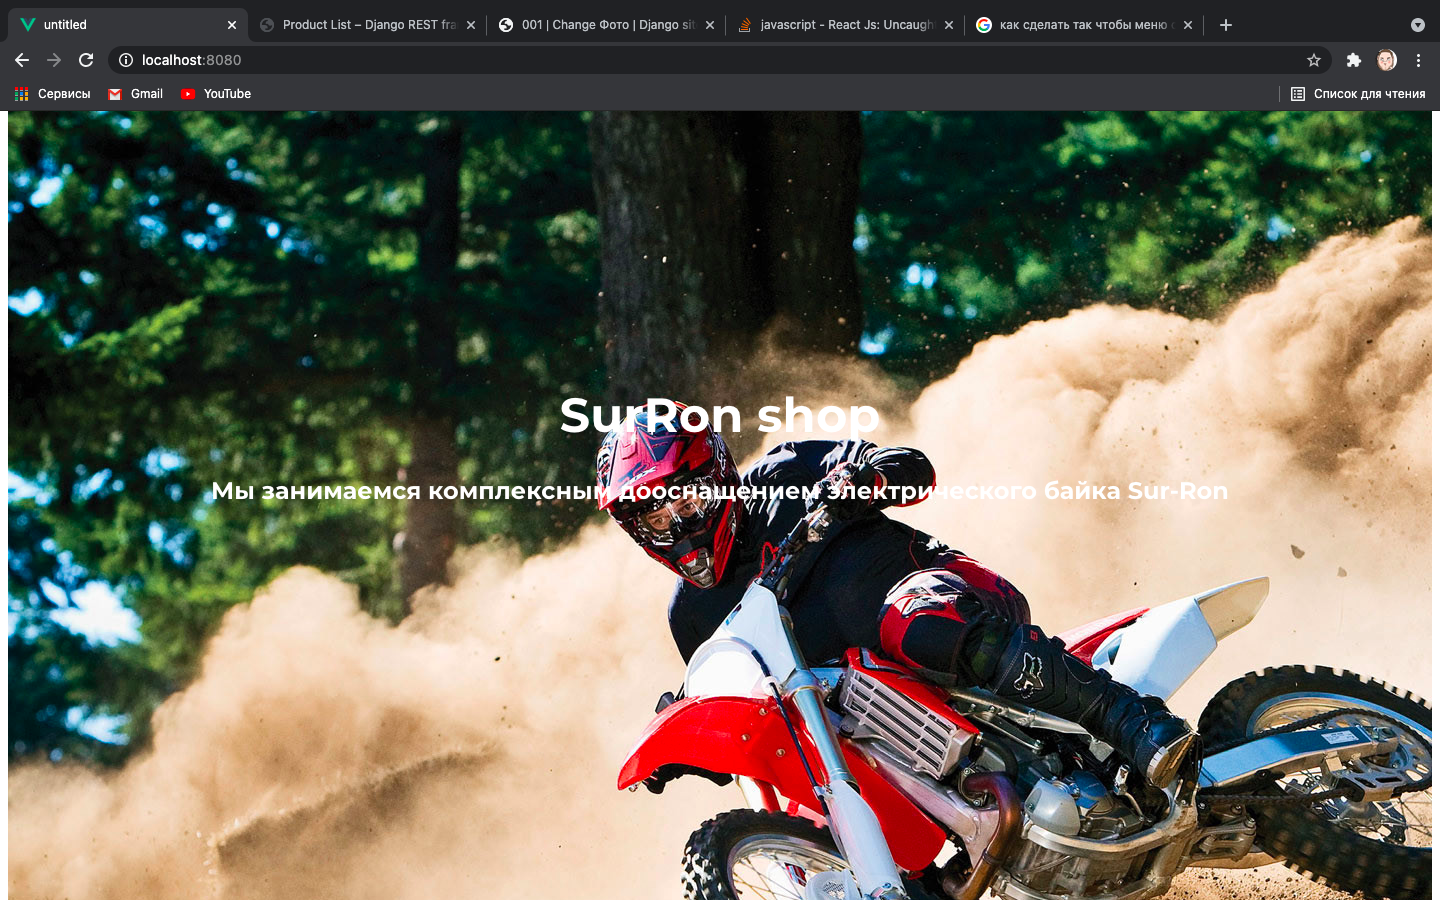 untitled
Product List – Django REST fra
001 | Change Фото | Django sit
javascript - React Js: Uncaugh
как сделать так чтобы меню с
localhost:8080
Сервисы
Gmail
YouTube
Список для чтения
SurRon shop
Мы занимаемся комплексным дооснащением электрического байка Sur-Ron